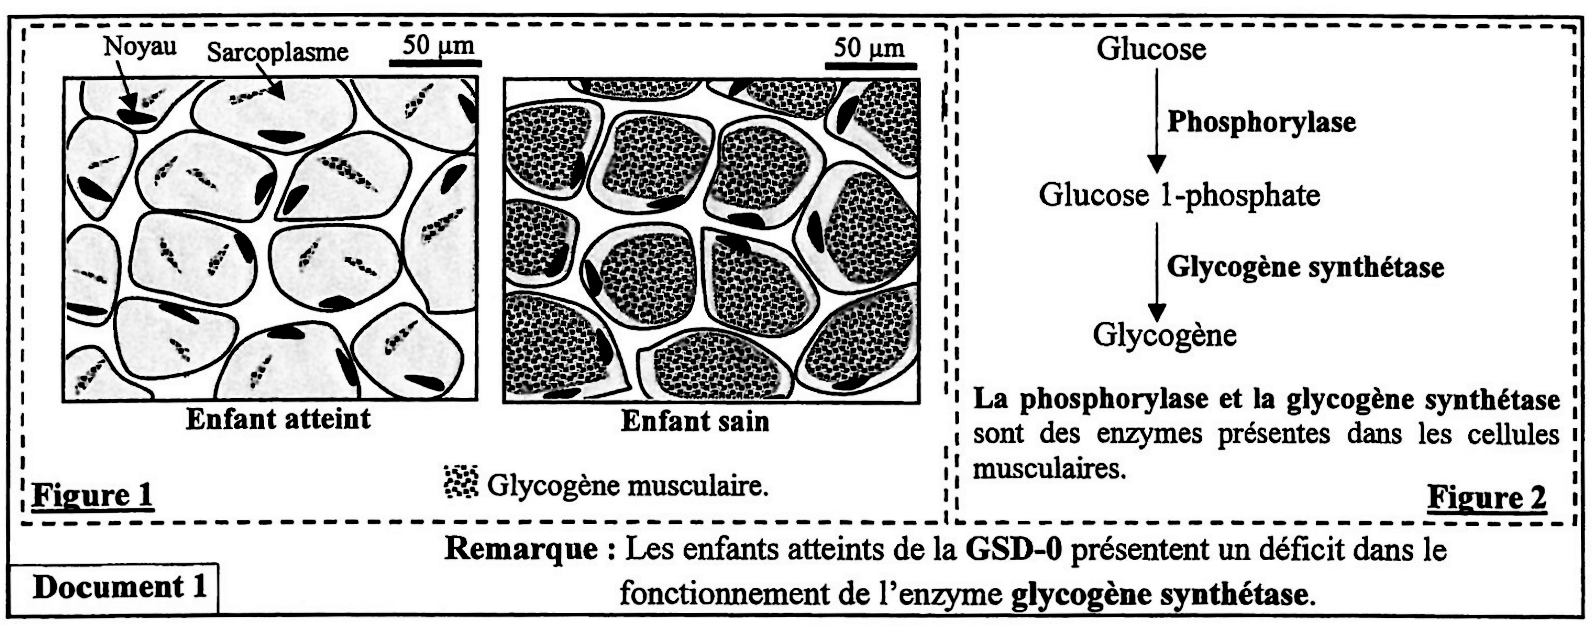 Noyau
Sarcoplasme
50 µm
50 µm
Enfant atteint
Enfant sain
Glycogène musculaire.
Figure 1
Glucose
Phosphorylase
Glucose 1-phosphate
Glycogène synthétase
Glycogène
La phosphorylase et la glycogène synthétase
sont des enzymes présentes dans les cellules
musculaires.
Figure 2
Remarque : Les enfants atteints de la GSD-0 présentent un déficit dans le
fonctionnement de l'enzyme glycogène synthétase.
Document 1